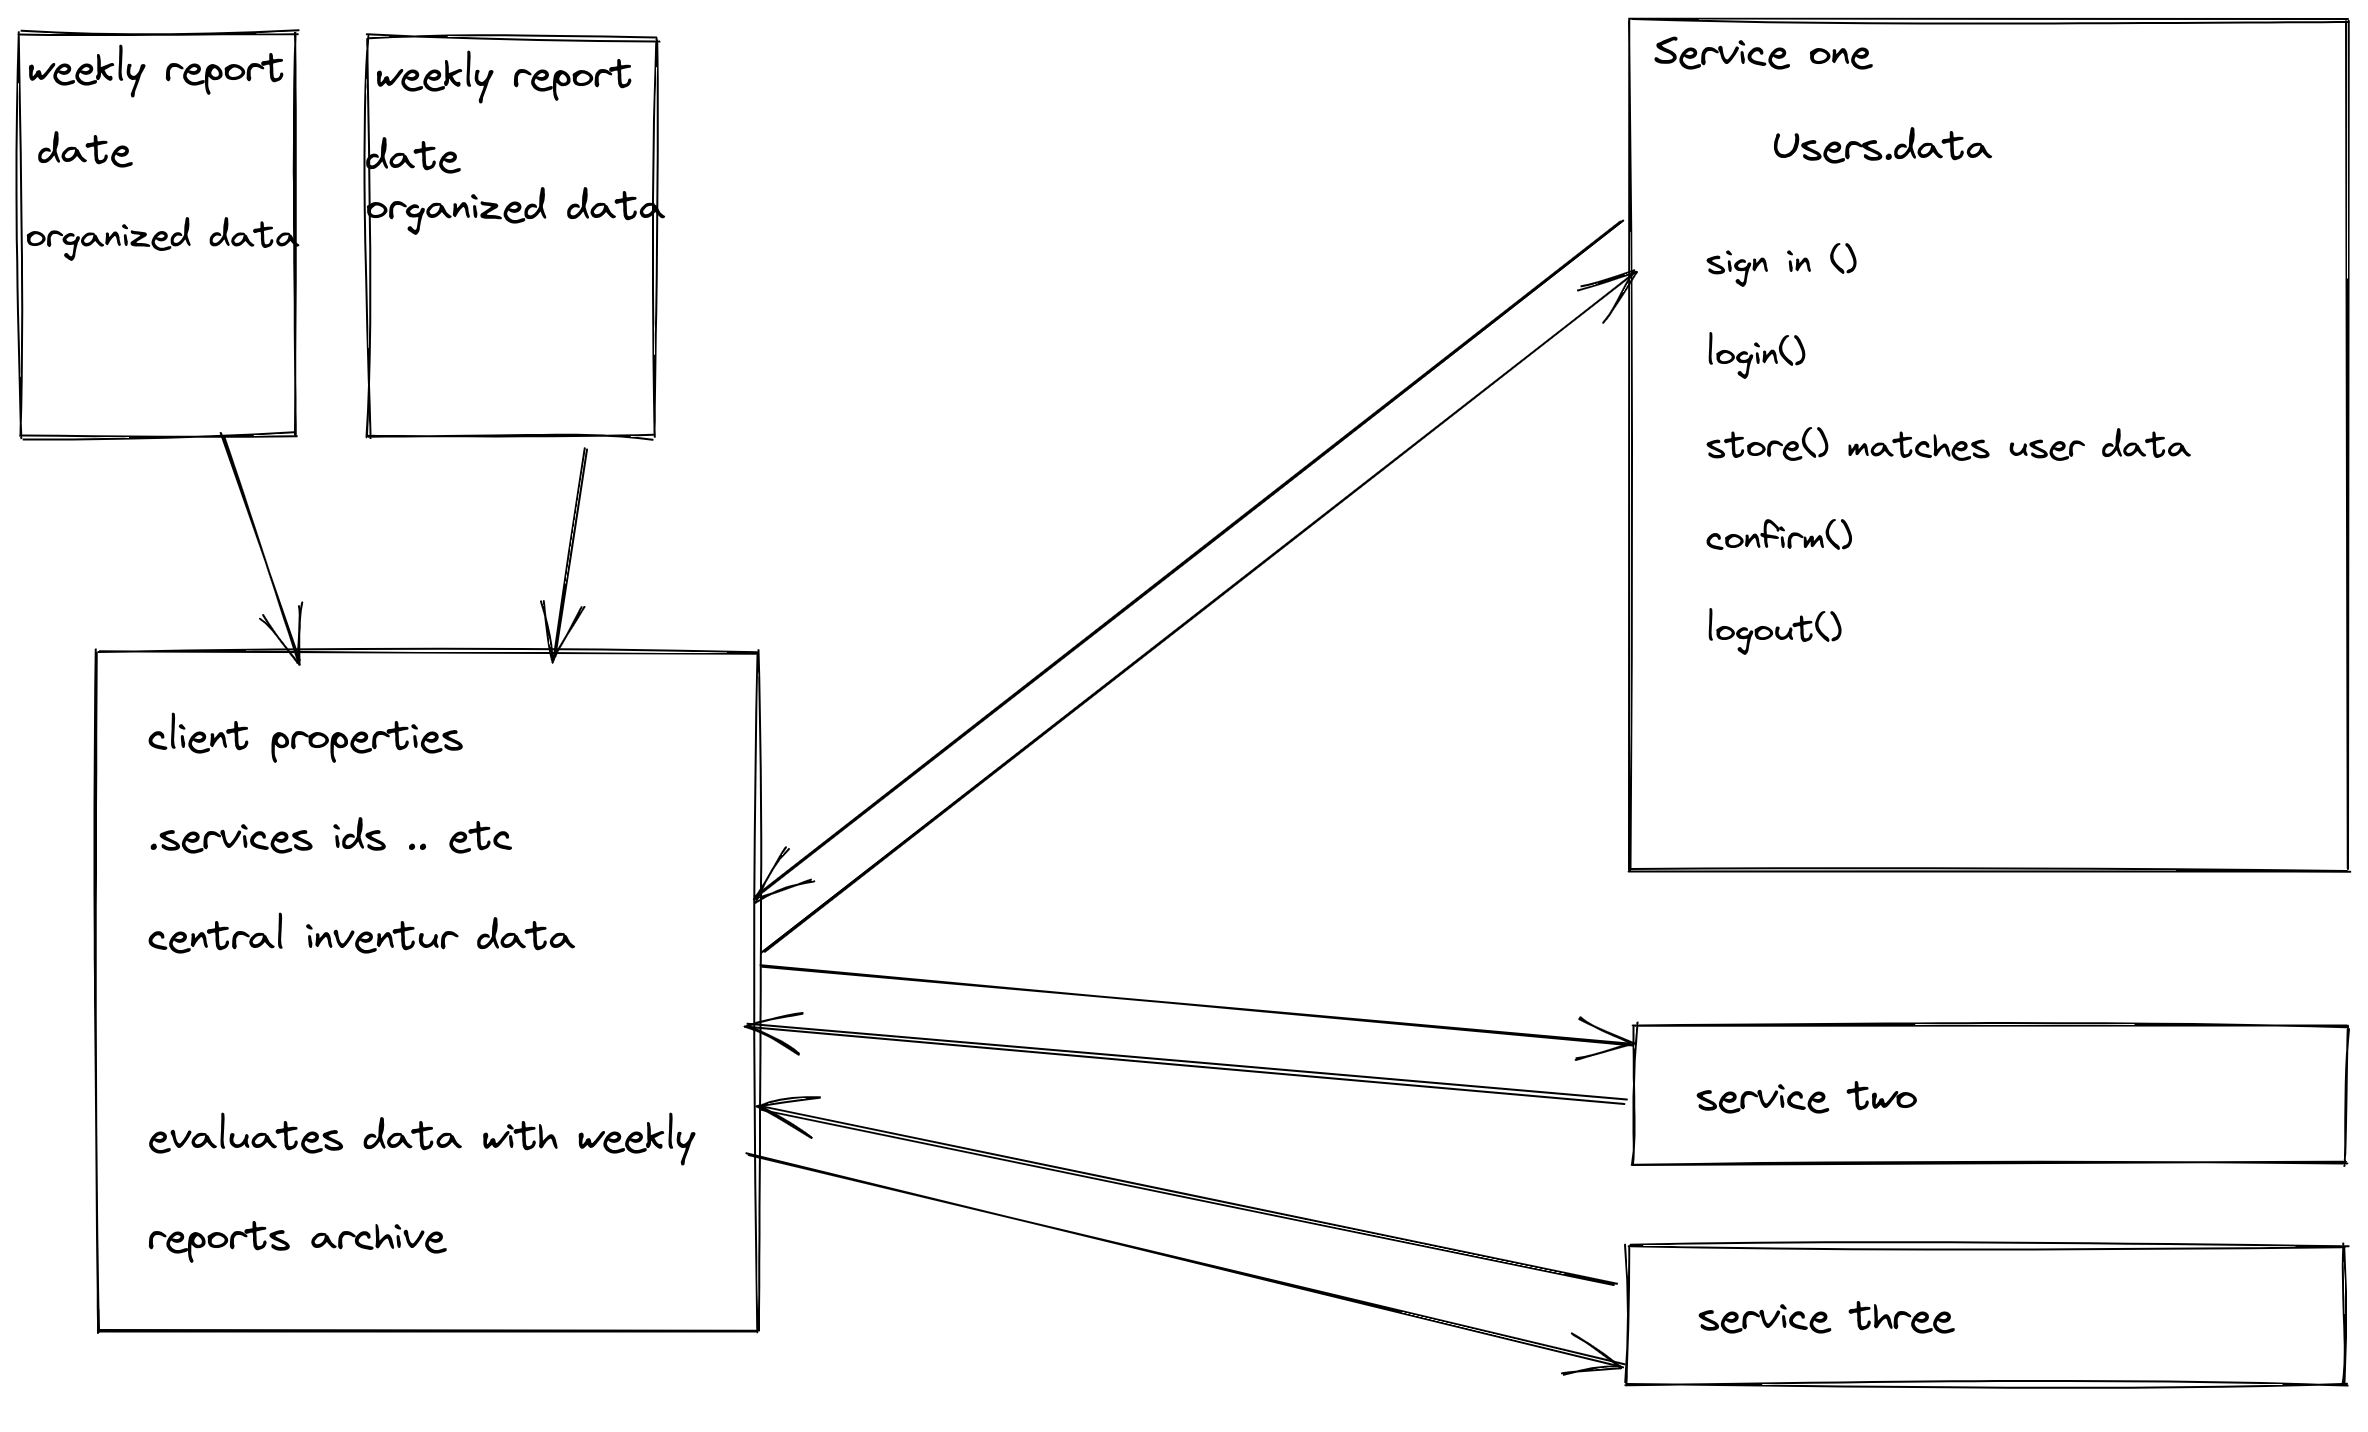 weekly report
date
organized data
weekly report
date
organized data
Service one
Users.data
sign in ()
login()
store() matches user data
confirm()
logout()
client properties
.services ids .. etc
central inventur data
evaluates data with weekly
reports archive
service two
service three